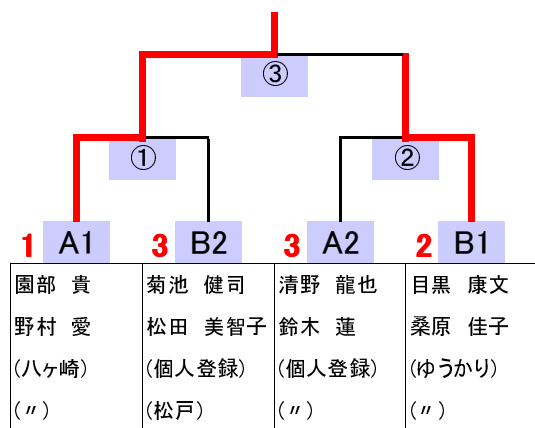 ③
① ②
1 A1 3 B2 3 A2 2 B1
園部 貴 菊池 健司 清野 龍也 目黒 康文
野村 愛 松田 美智子 鈴木 蓮 桑原 佳子
(八ヶ崎) (個人登録) (個人登録) (ゆうかり)
(〃) (松戸) (〃) (〃)